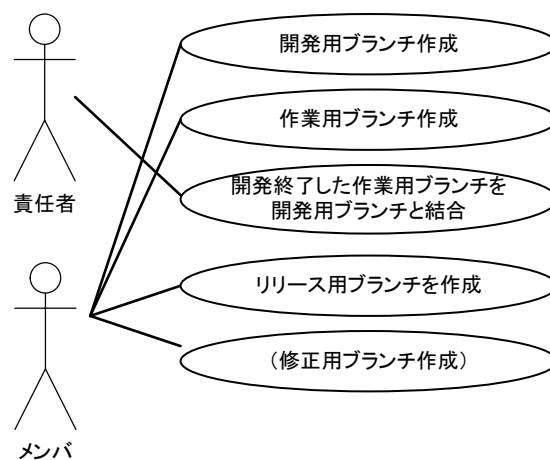 開発用ブランチ作成
作業用ブランチ作成
開発終了した作業用ブランチを
開発用ブランチと結合
責任者
リリース用ブランチを作成
(修正用ブランチ作成)
メンバ